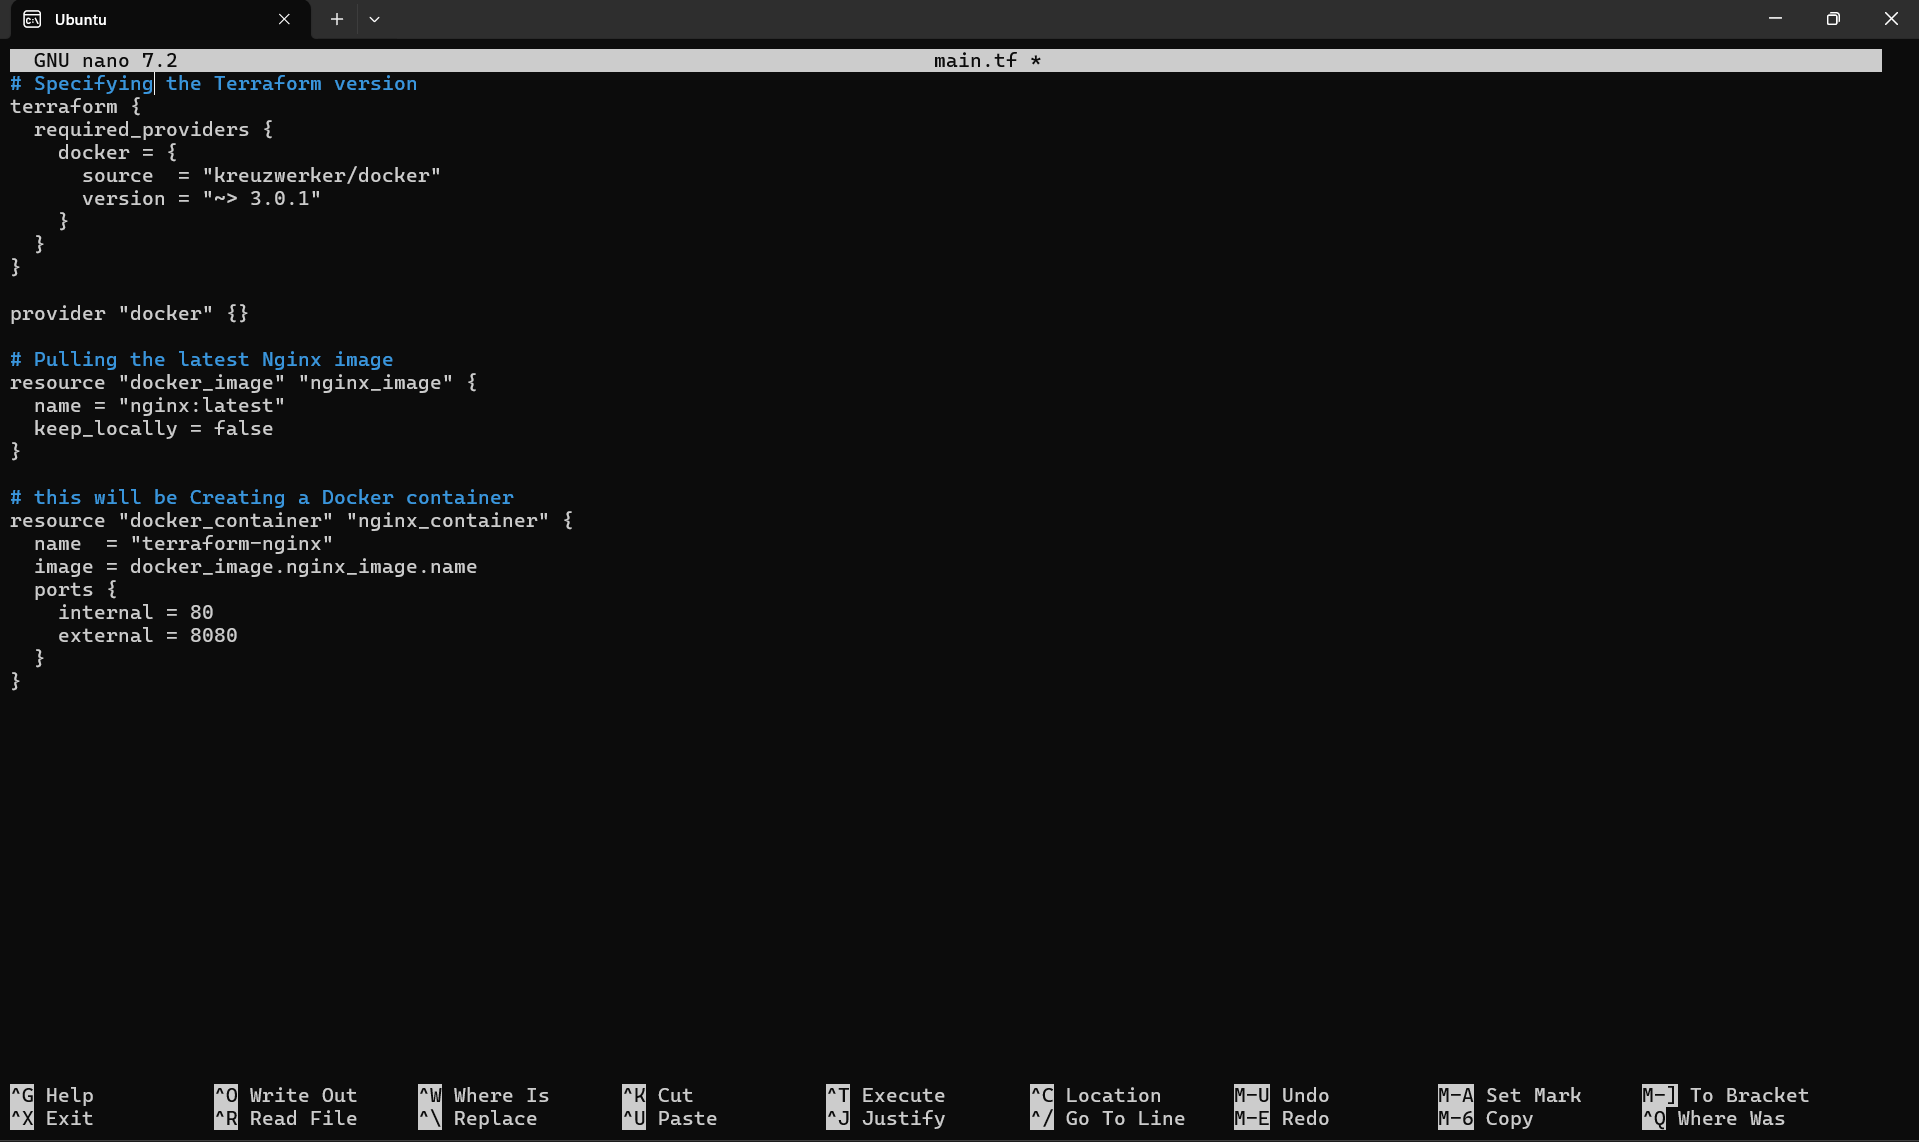 Ubuntu
GNU nano 7.2 main.tf *
# Specifying the Terraform version
terraform {
  required_providers {
    docker = {
      source  = "kreuzwerker/docker"
      version = "~> 3.0.1"
    }
  }
}

provider "docker" {}

# Pulling the latest Nginx image
resource "docker_image" "nginx_image" {
  name = "nginx:latest"
  keep_locally = false
}

# this will be Creating a Docker container
resource "docker_container" "nginx_container" {
  name  = "terraform-nginx"
  image = docker_image.nginx_image.name
  ports {
    internal = 80
    external = 8080
  }
}

^G Help ^O Write Out ^W Where Is ^K Cut ^T Execute ^C Location M-U Undo M-A Set Mark M-] To Bracket
^X Exit ^R Read File ^\ Replace ^U Paste ^J Justify ^/ Go To Line M-E Redo M-6 Copy ^Q Where Was